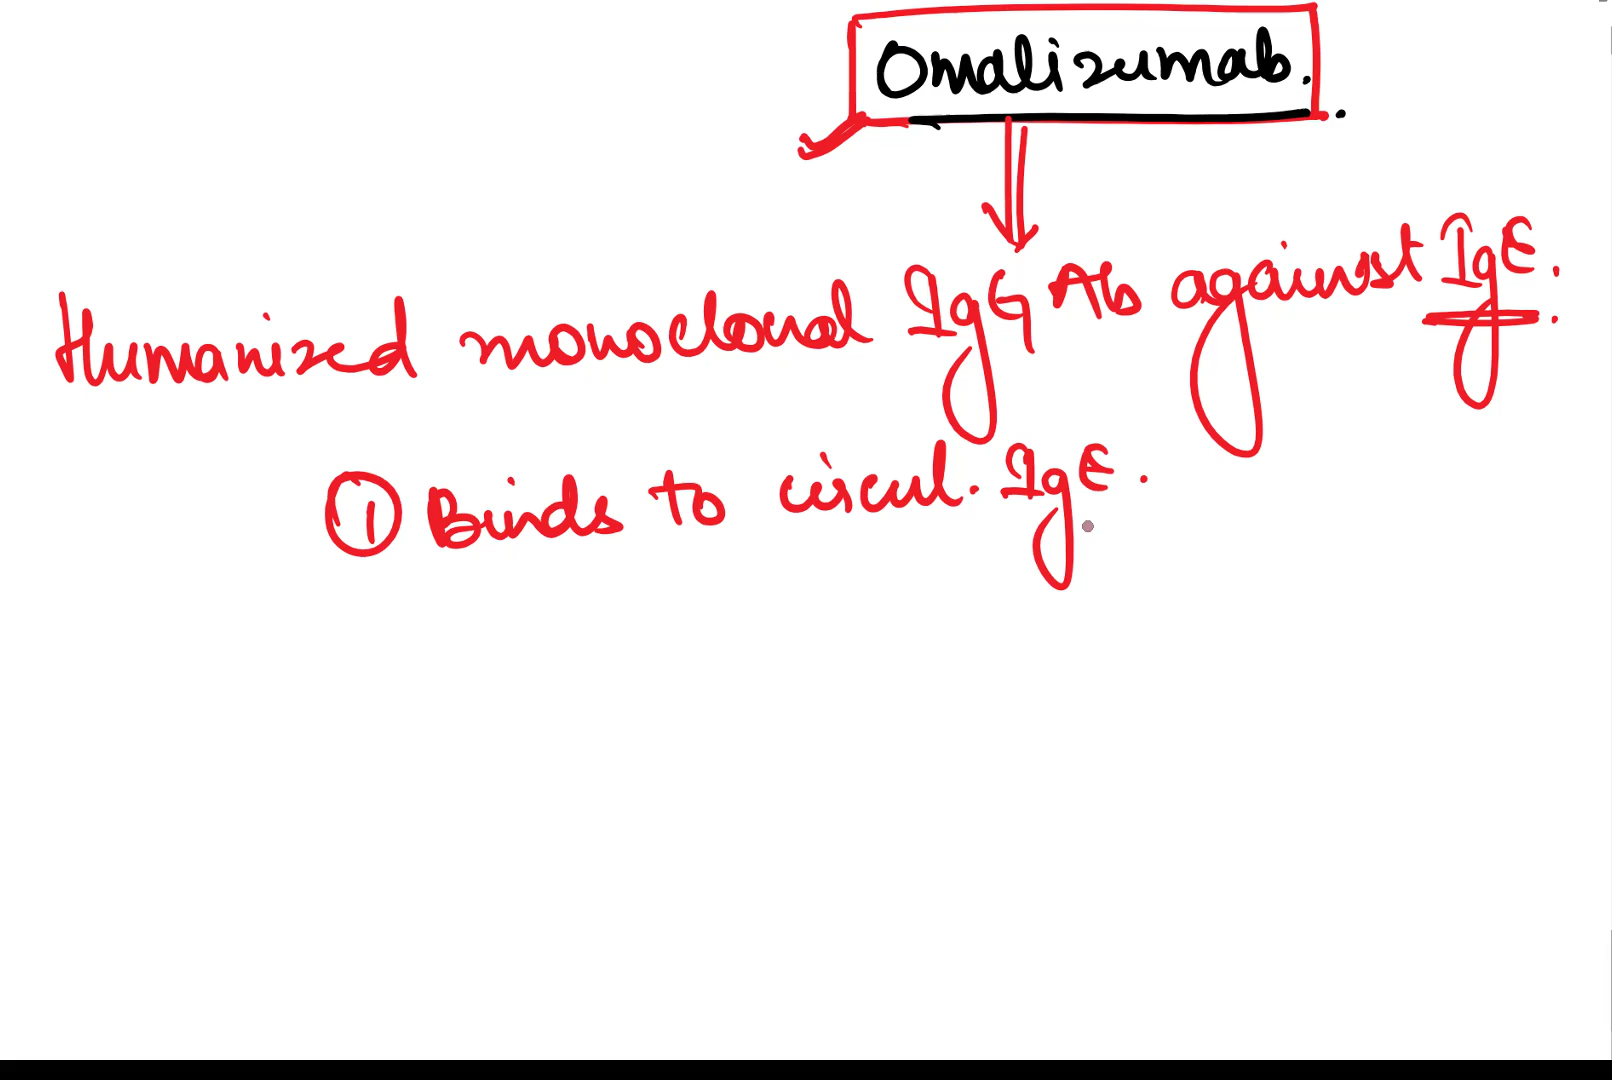 Omalizumab.
Humanized monoclonal IgG Ab against IgE.
① Binds to circul. IgE.